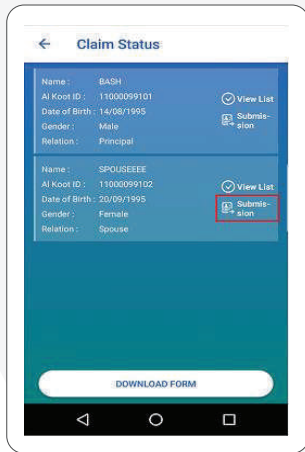 Claim Status
Name : BASH
Al Koot ID : 11000099101
View List
Date of Birth : 14/08/1995
Submis-
sion
Gender : Male
Relation : Principal
Name : SPOUSEEEE
Al Koot ID : 11000099102
View List
Date of Birth : 20/09/1995
Submis-
sion
Gender : Female
Relation : Spouse
DOWNLOAD FORM